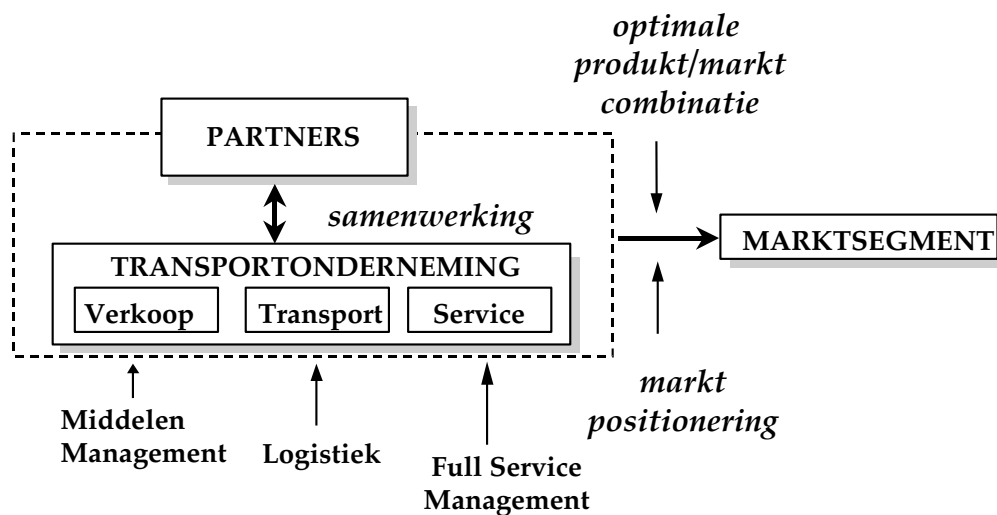 optimale
produkt/markt
combinatie
PARTNERS
samenwerking
MARKTSEGMENT
TRANSPORTONDERNEMING
Verkoop
Transport
Service
Middelen
Management
Logistiek
Full Service
Management
markt
positionering